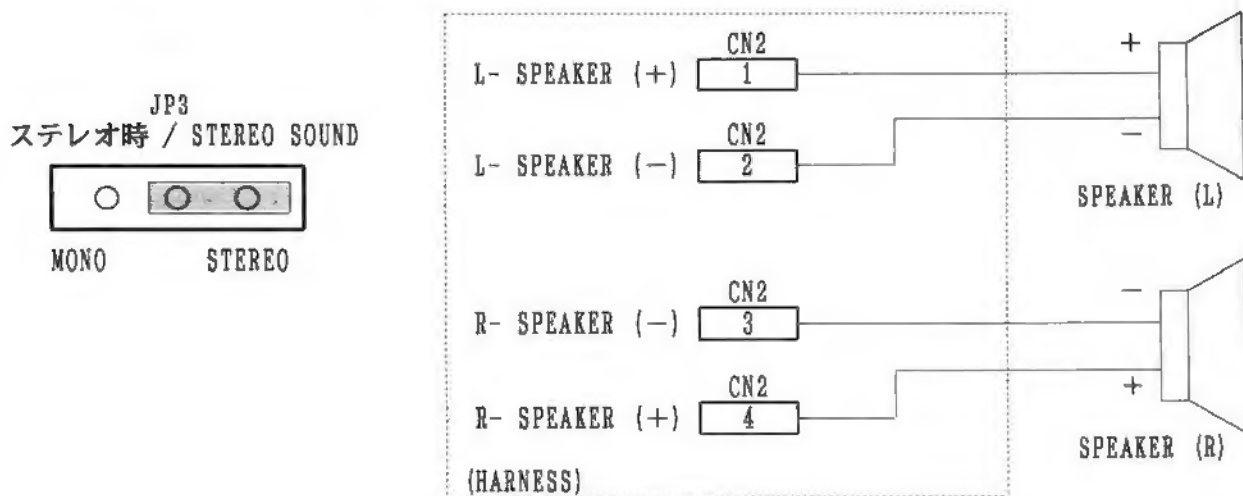 JP3
ステレオ時 / STEREO SOUND
MONO STEREO
CN2
L- SPEAKER (+) 1
+
CN2
L- SPEAKER (−) 2
−
SPEAKER (L)
CN2
R- SPEAKER (−) 3
−
CN2
R- SPEAKER (+) 4
+
SPEAKER (R)
(HARNESS)